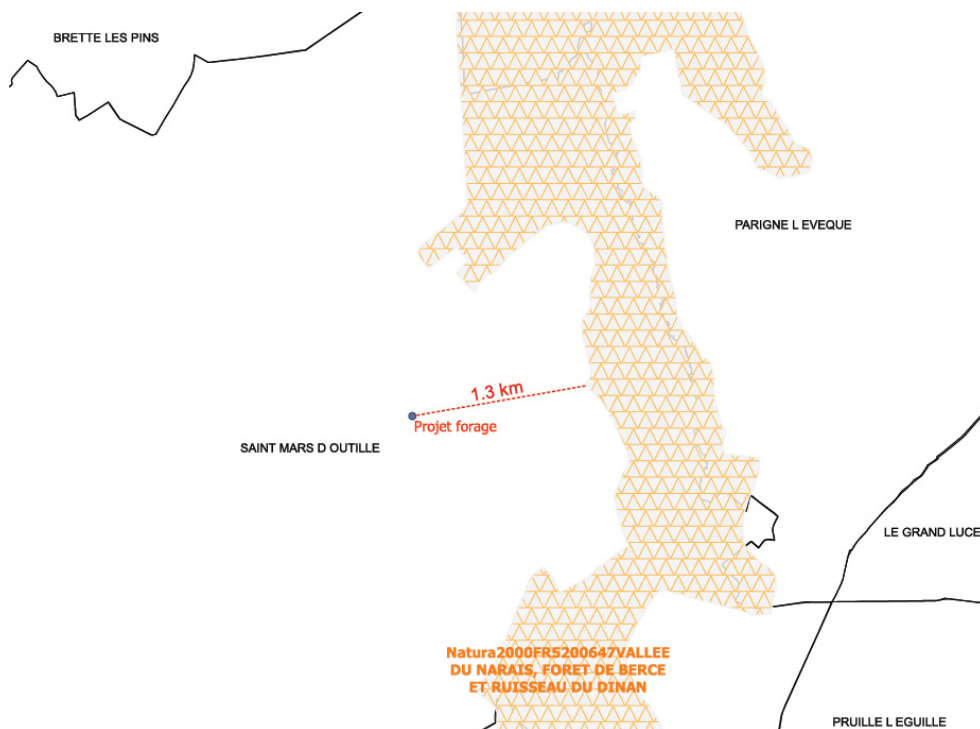 BRETTE LES PINS
PARIGNE L EVEQUE
1.3 km
Projet forage
SAINT MARS D OUTILLE
LE GRAND LUCE
Natura2000FR5200647VALLEE
DU NARAIS, FORET DE BERCE
ET RUISSEAU DU DINAN
PRUILLE L EGUILLE